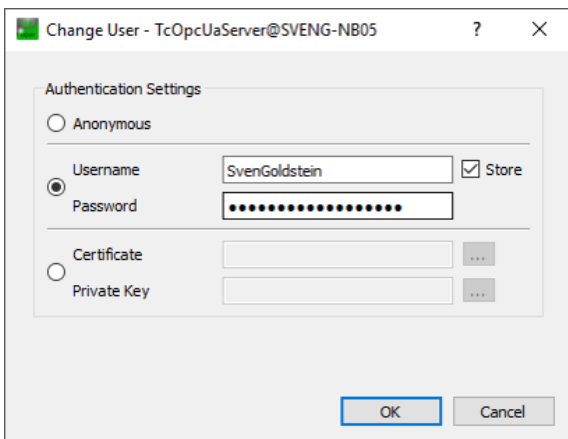 Change User - TcOpcUaServer@SVENG-NB05 ?
Authentication Settings
Anonymous
Username SvenGoldstein Store
Password ••••••••••••••••••
Certificate ...
Private Key ...
OK Cancel